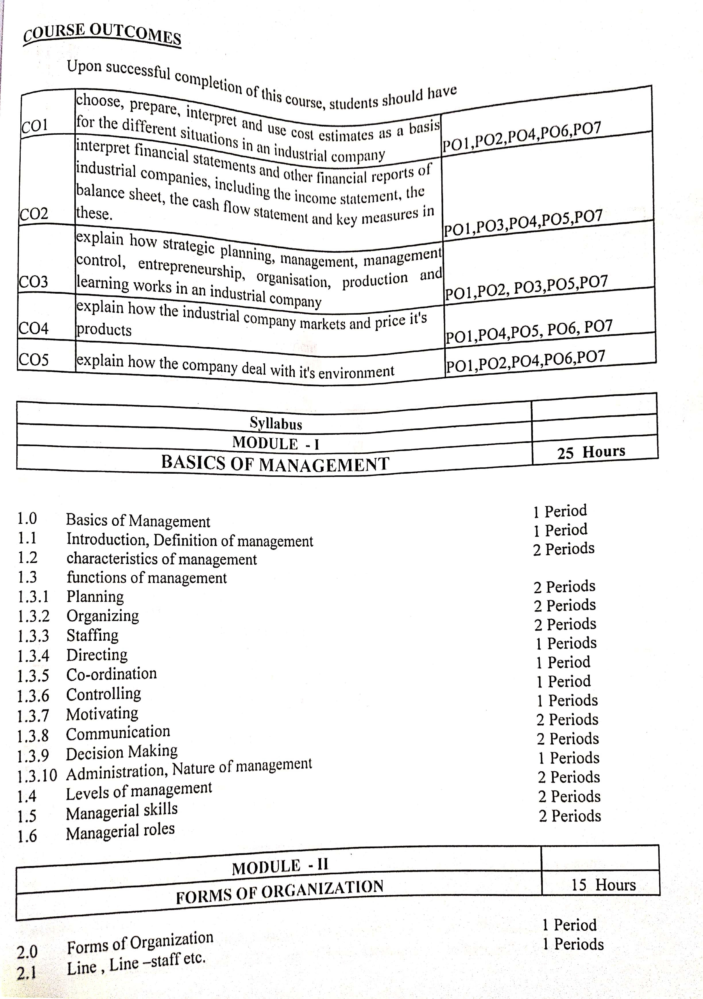 COURSE OUTCOMES
Upon successful completion of this course, students should have
CO1
choose, prepare, interpret and use cost estimates as a basis
for the different situations in an industrial company
PO1,PO2,PO4,PO6,PO7
CO2
interpret financial statements and other financial reports of
industrial companies, including the income statement, the
balance sheet, the cash flow statement and key measures in
these.
PO1,PO3,PO4,PO5,PO7
CO3
explain how strategic planning, management, management
control, entrepreneurship, organisation, production and
learning works in an industrial company
PO1,PO2, PO3,PO5,PO7
CO4
explain how the industrial company markets and price it's
products
PO1,PO4,PO5, PO6, PO7
CO5
explain how the company deal with it's environment
PO1,PO2,PO4,PO6,PO7
Syllabus
MODULE - I
BASICS OF MANAGEMENT 25 Hours
1.0 Basics of Management 1 Period
1.1 Introduction, Definition of management 1 Period
1.2 characteristics of management 2 Periods
1.3 functions of management
1.3.1 Planning 2 Periods
1.3.2 Organizing 2 Periods
1.3.3 Staffing 2 Periods
1.3.4 Directing 1 Periods
1.3.5 Co-ordination 1 Period
1.3.6 Controlling 1 Period
1.3.7 Motivating 1 Periods
1.3.8 Communication 2 Periods
1.3.9 Decision Making 2 Periods
1.3.10 Administration, Nature of management 1 Periods
1.4 Levels of management 2 Periods
1.5 Managerial skills 2 Periods
1.6 Managerial roles 2 Periods
MODULE - II
FORMS OF ORGANIZATION 15 Hours
2.0 Forms of Organization 1 Period
2.1 Line , Line –staff etc. 1 Periods